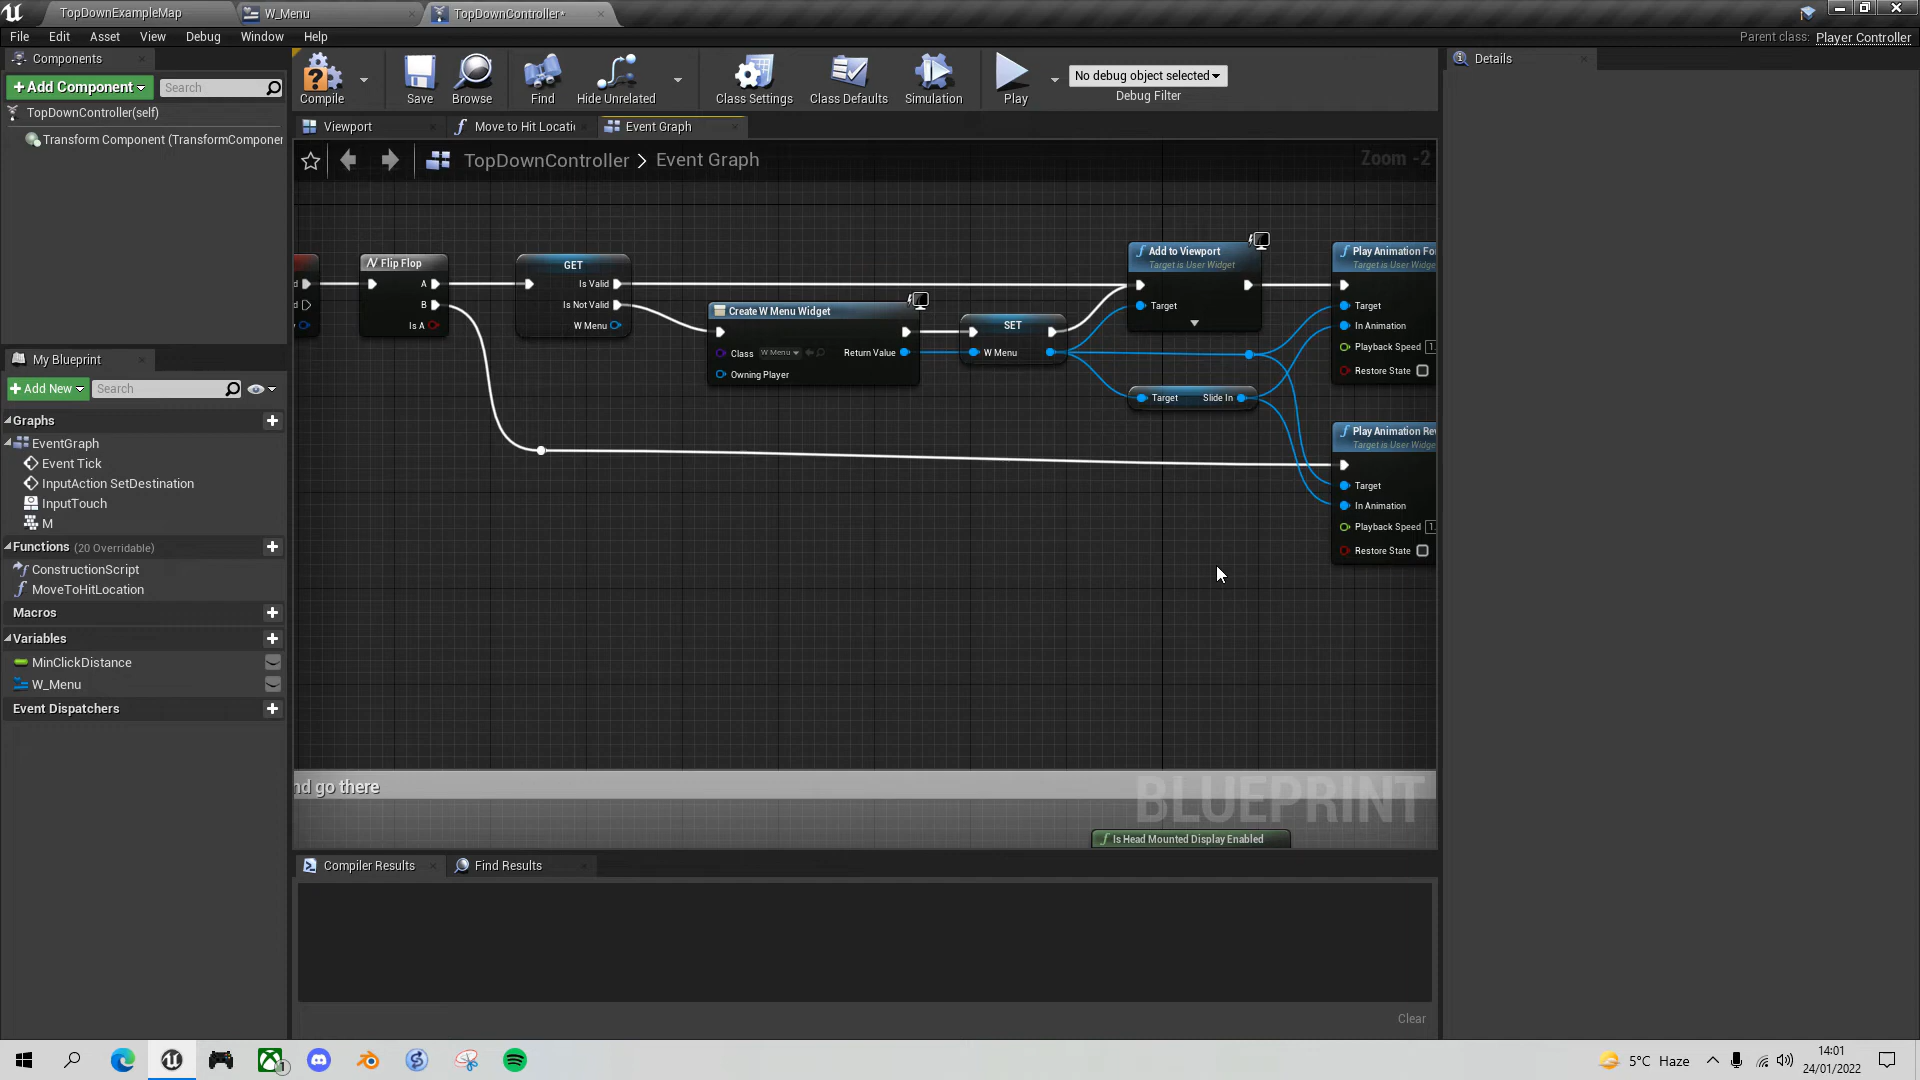 TopDownExampleMap
W_Menu
TopDownController*
File Edit Asset View Debug Window Help
Parent class: Player Controller
Components
+Add Component
Search
TopDownController(self)
Transform Component (TransformComponer
Compile
Save
Browse
Find
Hide Unrelated
Class Settings
Class Defaults
Simulation
Play
No debug object selected
Debug Filter
Details
Viewport
Move to Hit Locatio
Event Graph
TopDownController > Event Graph
Zoom -2
Flip Flop
A
B
Is A
GET
Is Valid
Is Not Valid
W Menu
Create W Menu Widget
Class W Menu
Return Value
Owning Player
SET
W Menu
Add to Viewport
Target is User Widget
Target
Target Slide In
Play Animation For
Target is User Widge
Target
In Animation
Playback Speed 1.
Restore State
Play Animation Rev
Target is User Widge
Target
In Animation
Playback Speed 1.
Restore State
My Blueprint
+Add New
Search
Graphs
EventGraph
Event Tick
InputAction SetDestination
InputTouch
M
Functions (20 Overridable)
ConstructionScript
MoveToHitLocation
Macros
Variables
MinClickDistance
W_Menu
Event Dispatchers
nd go there
BLUEPRINT
Is Head Mounted Display Enabled
Compiler Results
Find Results
Clear
1
5°C Haze
14:01
24/01/2022